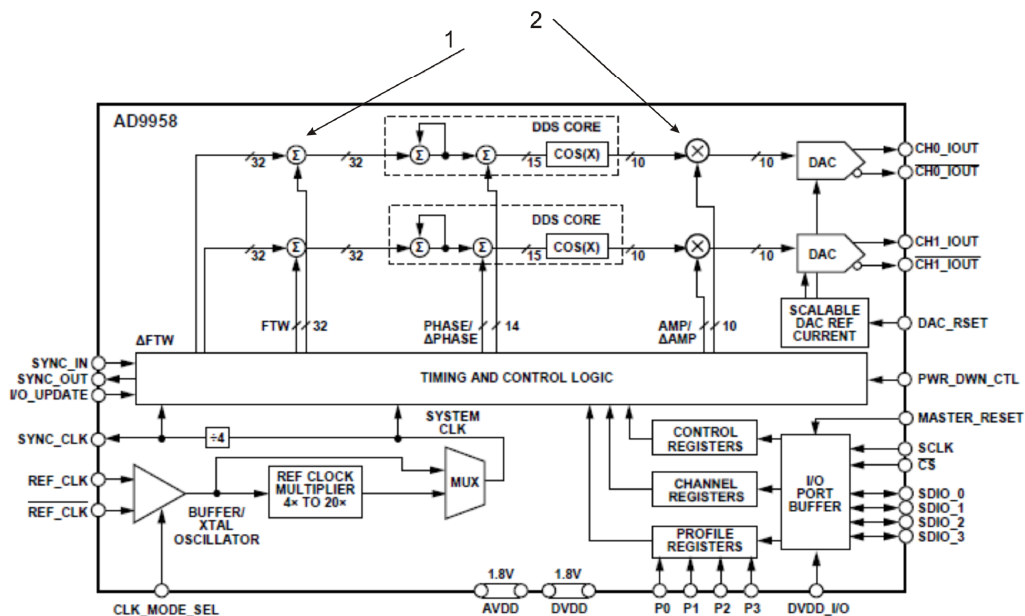 1
2
AD9958
DDS CORE
Σ
Σ
Σ
COS(X)
×
DAC
32
32
15
10
10
CH0_IOUT
CH0_IOUT
DDS CORE
Σ
Σ
Σ
COS(X)
×
DAC
32
32
15
10
10
CH1_IOUT
CH1_IOUT
SCALABLE
DAC REF
CURRENT
DAC_RSET
ΔFTW
FTW
32
PHASE/
ΔPHASE
14
AMP/
ΔAMP
10
SYNC_IN
SYNC_OUT
I/O_UPDATE
TIMING AND CONTROL LOGIC
PWR_DWN_CTL
MASTER_RESET
SYNC_CLK
÷4
SYSTEM
CLK
CONTROL
REGISTERS
SCLK
CS
REF_CLK
REF_CLK
BUFFER/
XTAL
OSCILLATOR
REF CLOCK
MULTIPLIER
4× TO 20×
MUX
CHANNEL
REGISTERS
I/O
PORT
BUFFER
SDIO_0
SDIO_1
SDIO_2
SDIO_3
PROFILE
REGISTERS
1.8V
1.8V
CLK_MODE_SEL
AVDD
DVDD
P0
P1
P2
P3
DVDD_I/O